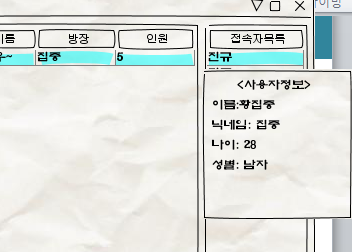 방장 인원 접속자목록
집중 5 진규
<사용자정보>
이름:황집중
닉네임: 집중
나이: 28
성별: 남자